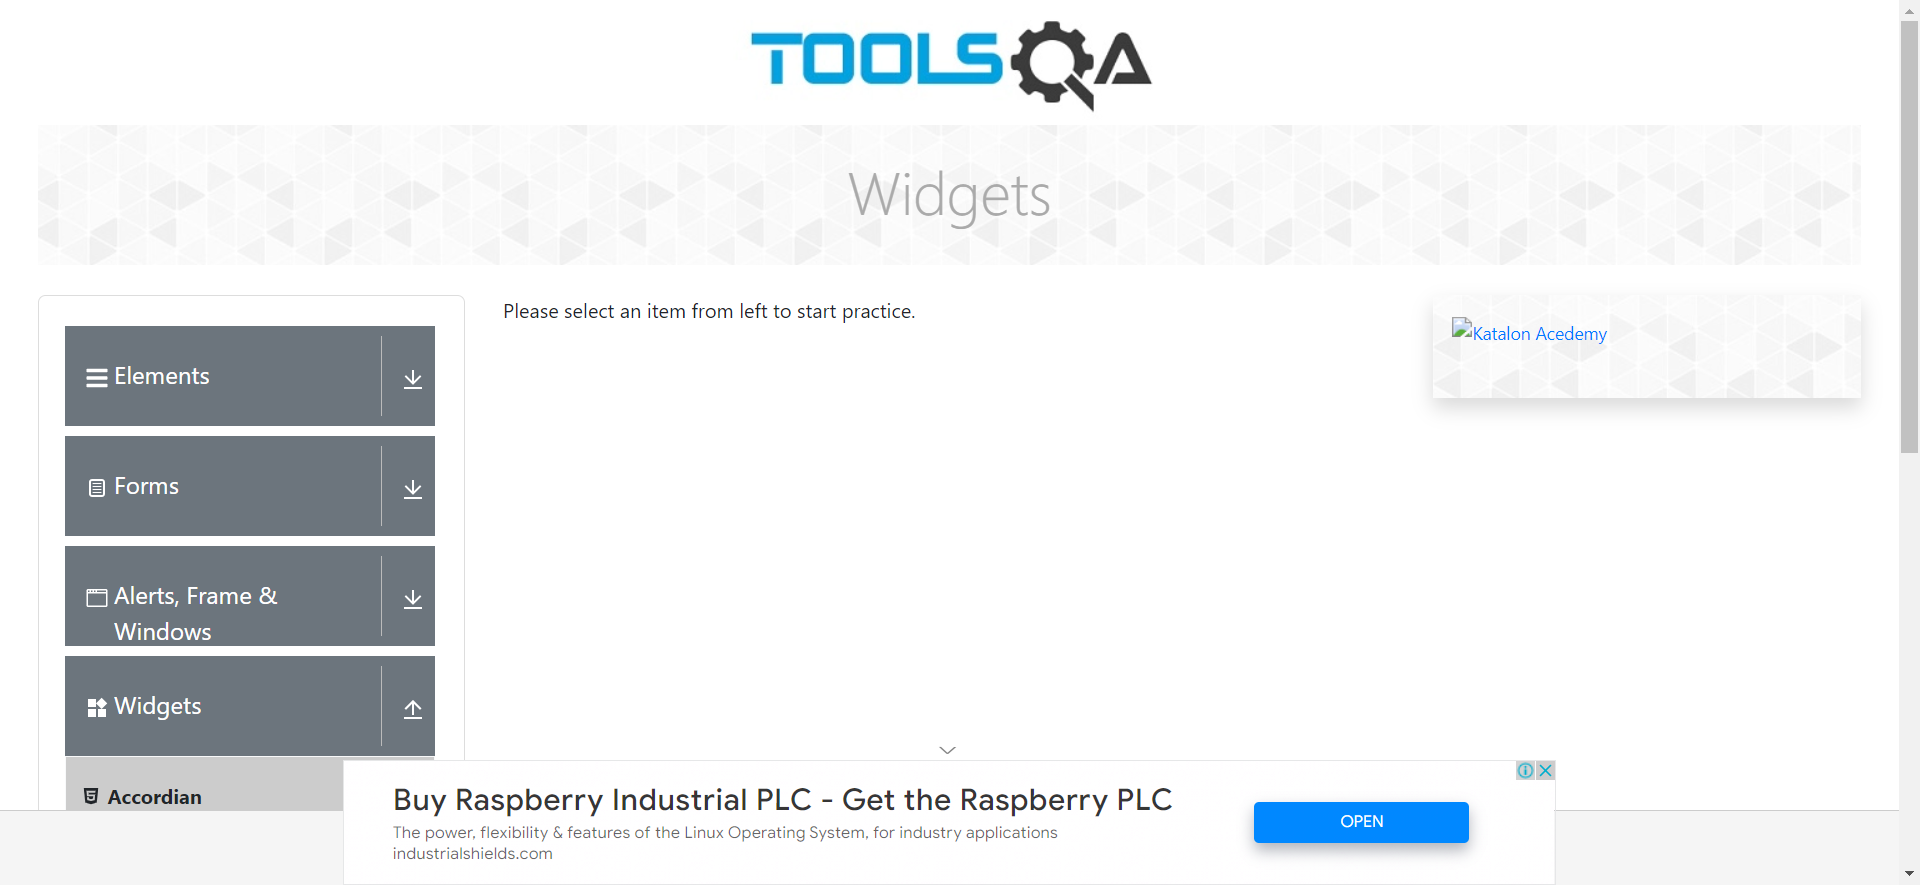 TOOLSQA
Widgets
Please select an item from left to start practice.
Katalon Acedemy
Elements
Forms
Alerts, Frame &
Windows
Widgets
Accordian
Buy Raspberry Industrial PLC - Get the Raspberry PLC
The power, flexibility & features of the Linux Operating System, for industry applications
industrialshields.com
OPEN